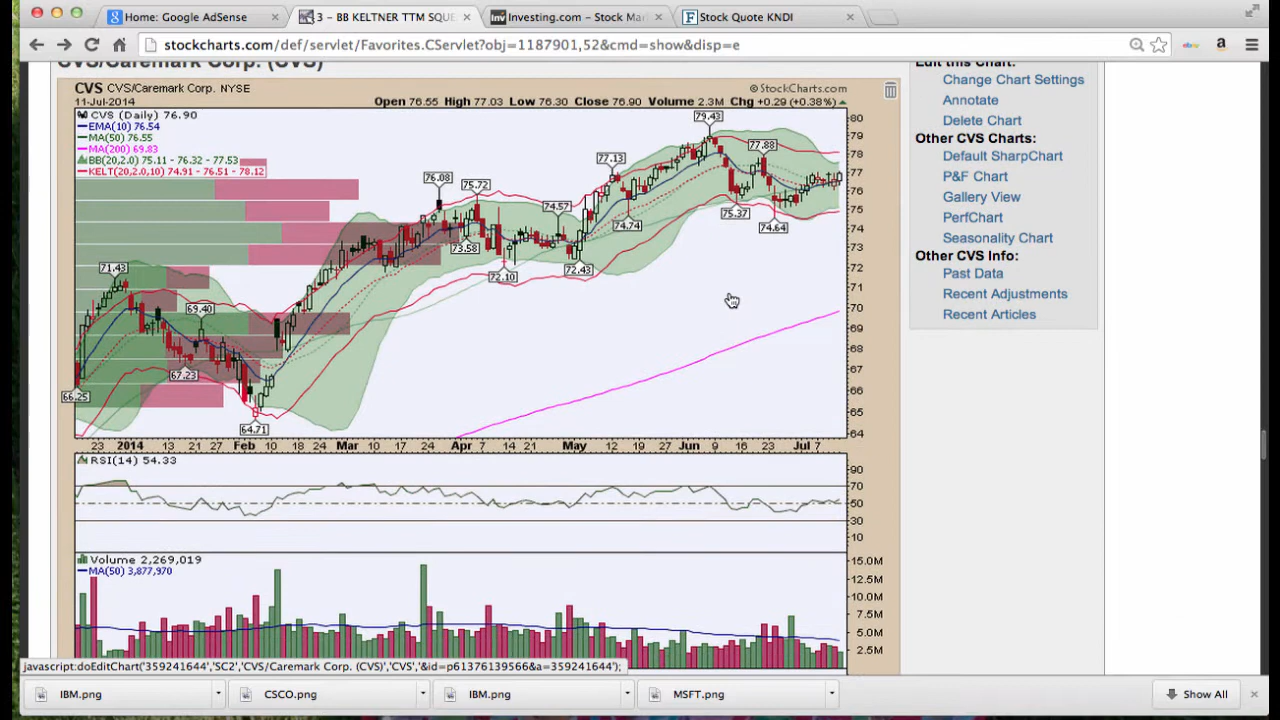 Home: Google AdSense
3 – BB KELTNER TTM SQUE
Investing.com - Stock Mar
Stock Quote KNDI
stockcharts.com/def/servlet/Favorites.CServlet?obj=1187901,52&cmd=show&disp=e
CVS/Caremark Corp. (CVS)
CVS CVS/Caremark Corp. NYSE
© StockCharts.com
11-Jul-2014
Open 76.55 High 77.03 Low 76.30 Close 76.90 Volume 2.3M Chg +0.29 (+0.38%)
CVS (Daily) 76.90
EMA(10) 76.54
MA(50) 76.55
MA(200) 69.83
BB(20,2.0) 75.11 - 76.32 - 77.53
KELT(20,2.0,10) 74.91 - 76.51 - 78.12
79.43
77.88
77.13
76.08
75.72
74.57
74.74
75.37
74.64
73.58
72.10
72.43
71.43
69.40
67.23
66.25
64.71
80
79
78
77
76
75
74
73
72
71
70
69
68
67
66
65
64
23 2014 13 21 27 Feb 10 18 24 Mar 10 17 24 Apr 7 14 21 May 12 19 27 Jun 9 16 23 Jul 7
RSI(14) 54.33
90
70
50
30
10
Volume 2,269,019
MA(50) 3,877,970
15.0M
12.5M
10.0M
7.5M
5.0M
2.5M
Edit this Chart:
Change Chart Settings
Annotate
Delete Chart
Other CVS Charts:
Default SharpChart
P&F Chart
Gallery View
PerfChart
Seasonality Chart
Other CVS Info:
Past Data
Recent Adjustments
Recent Articles
javascript:doEditChart('359241644','SC2','CVS/Caremark Corp. (CVS)','CVS','&id=p61376139566&a=359241644');
IBM.png
CSCO.png
IBM.png
MSFT.png
Show All